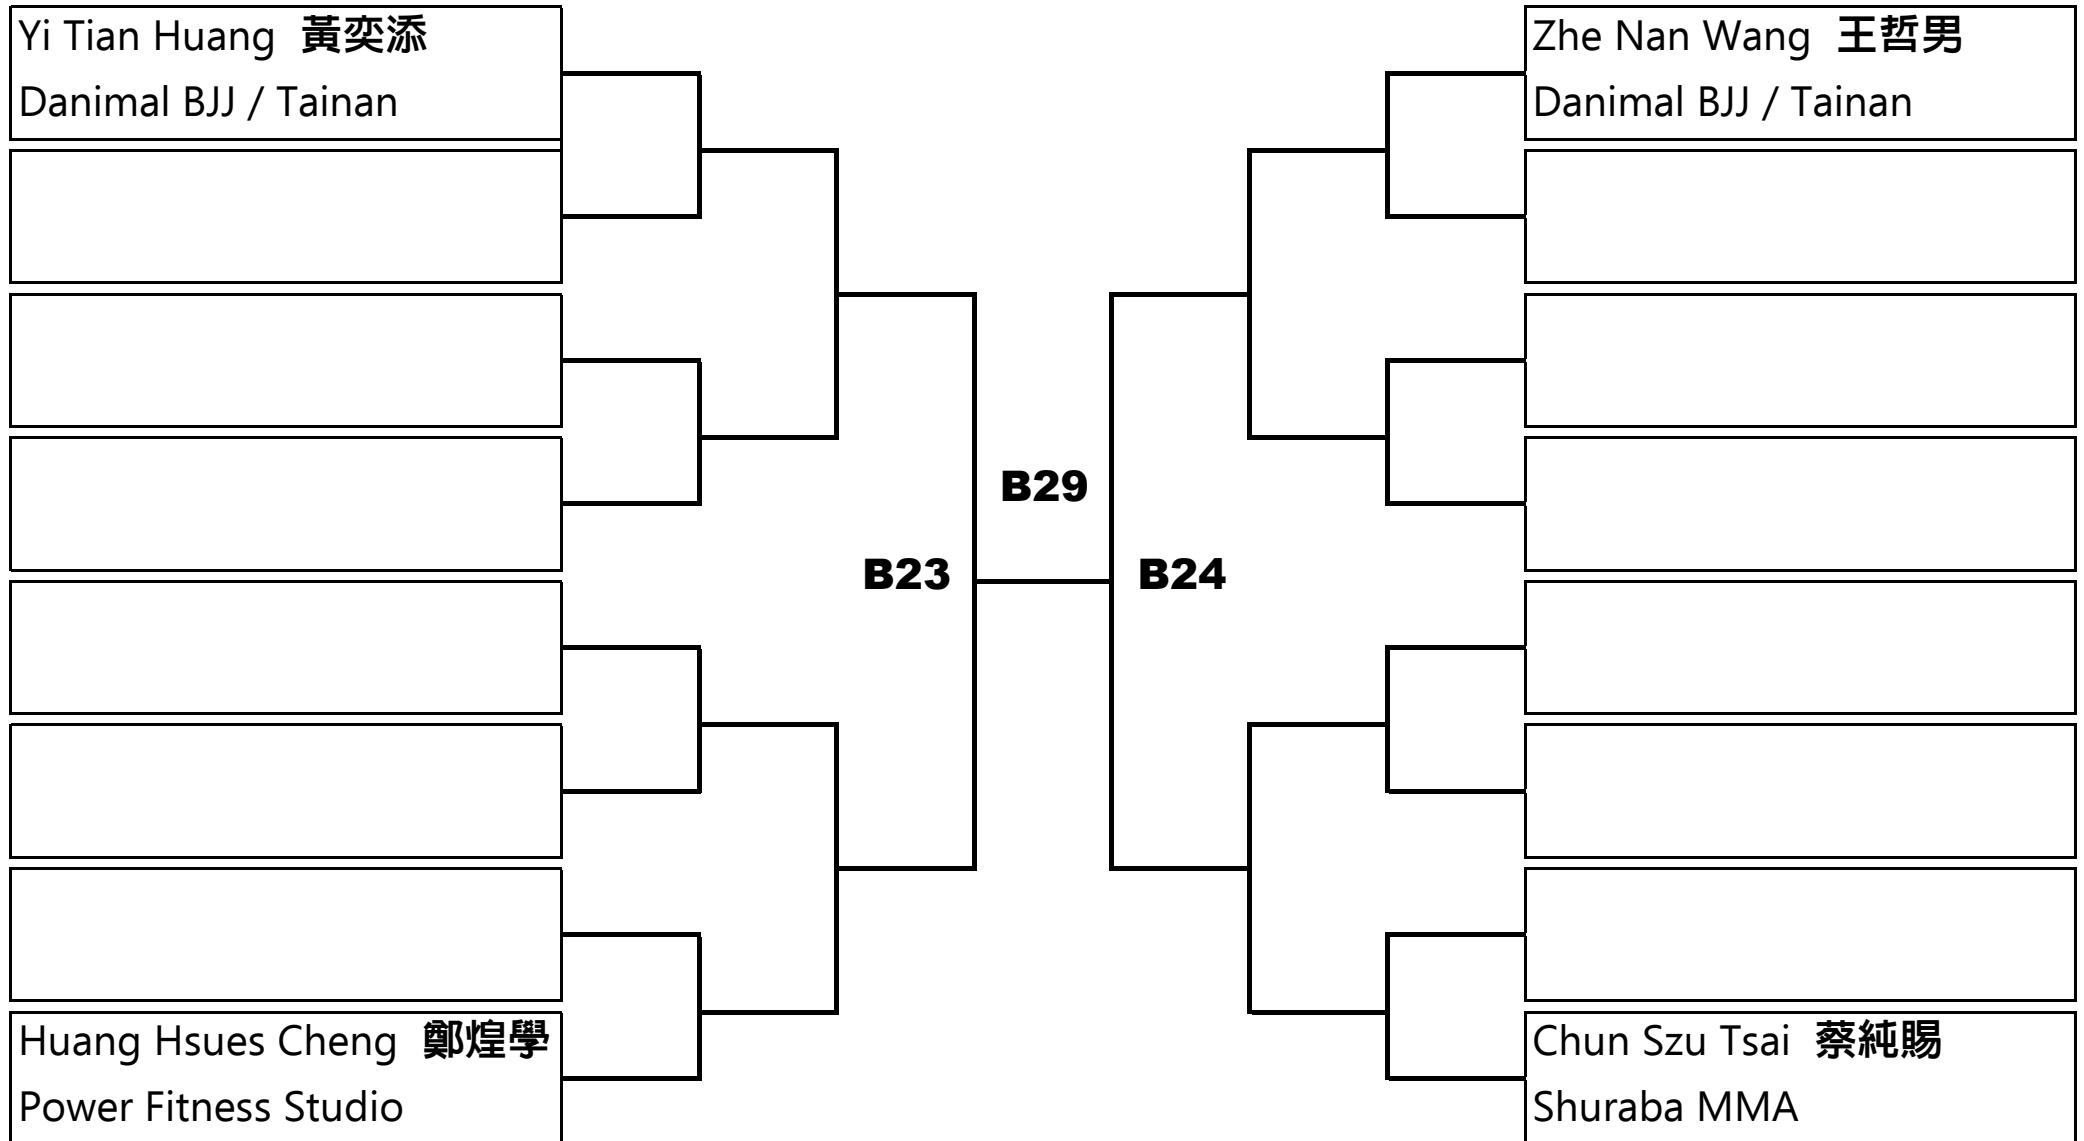 Yi Tian Huang 黃奕添
Danimal BJJ / Tainan
Zhe Nan Wang 王哲男
Danimal BJJ / Tainan
B29
B23
B24
Huang Hsues Cheng 鄭煌學
Power Fitness Studio
Chun Szu Tsai 蔡純賜
Shuraba MMA